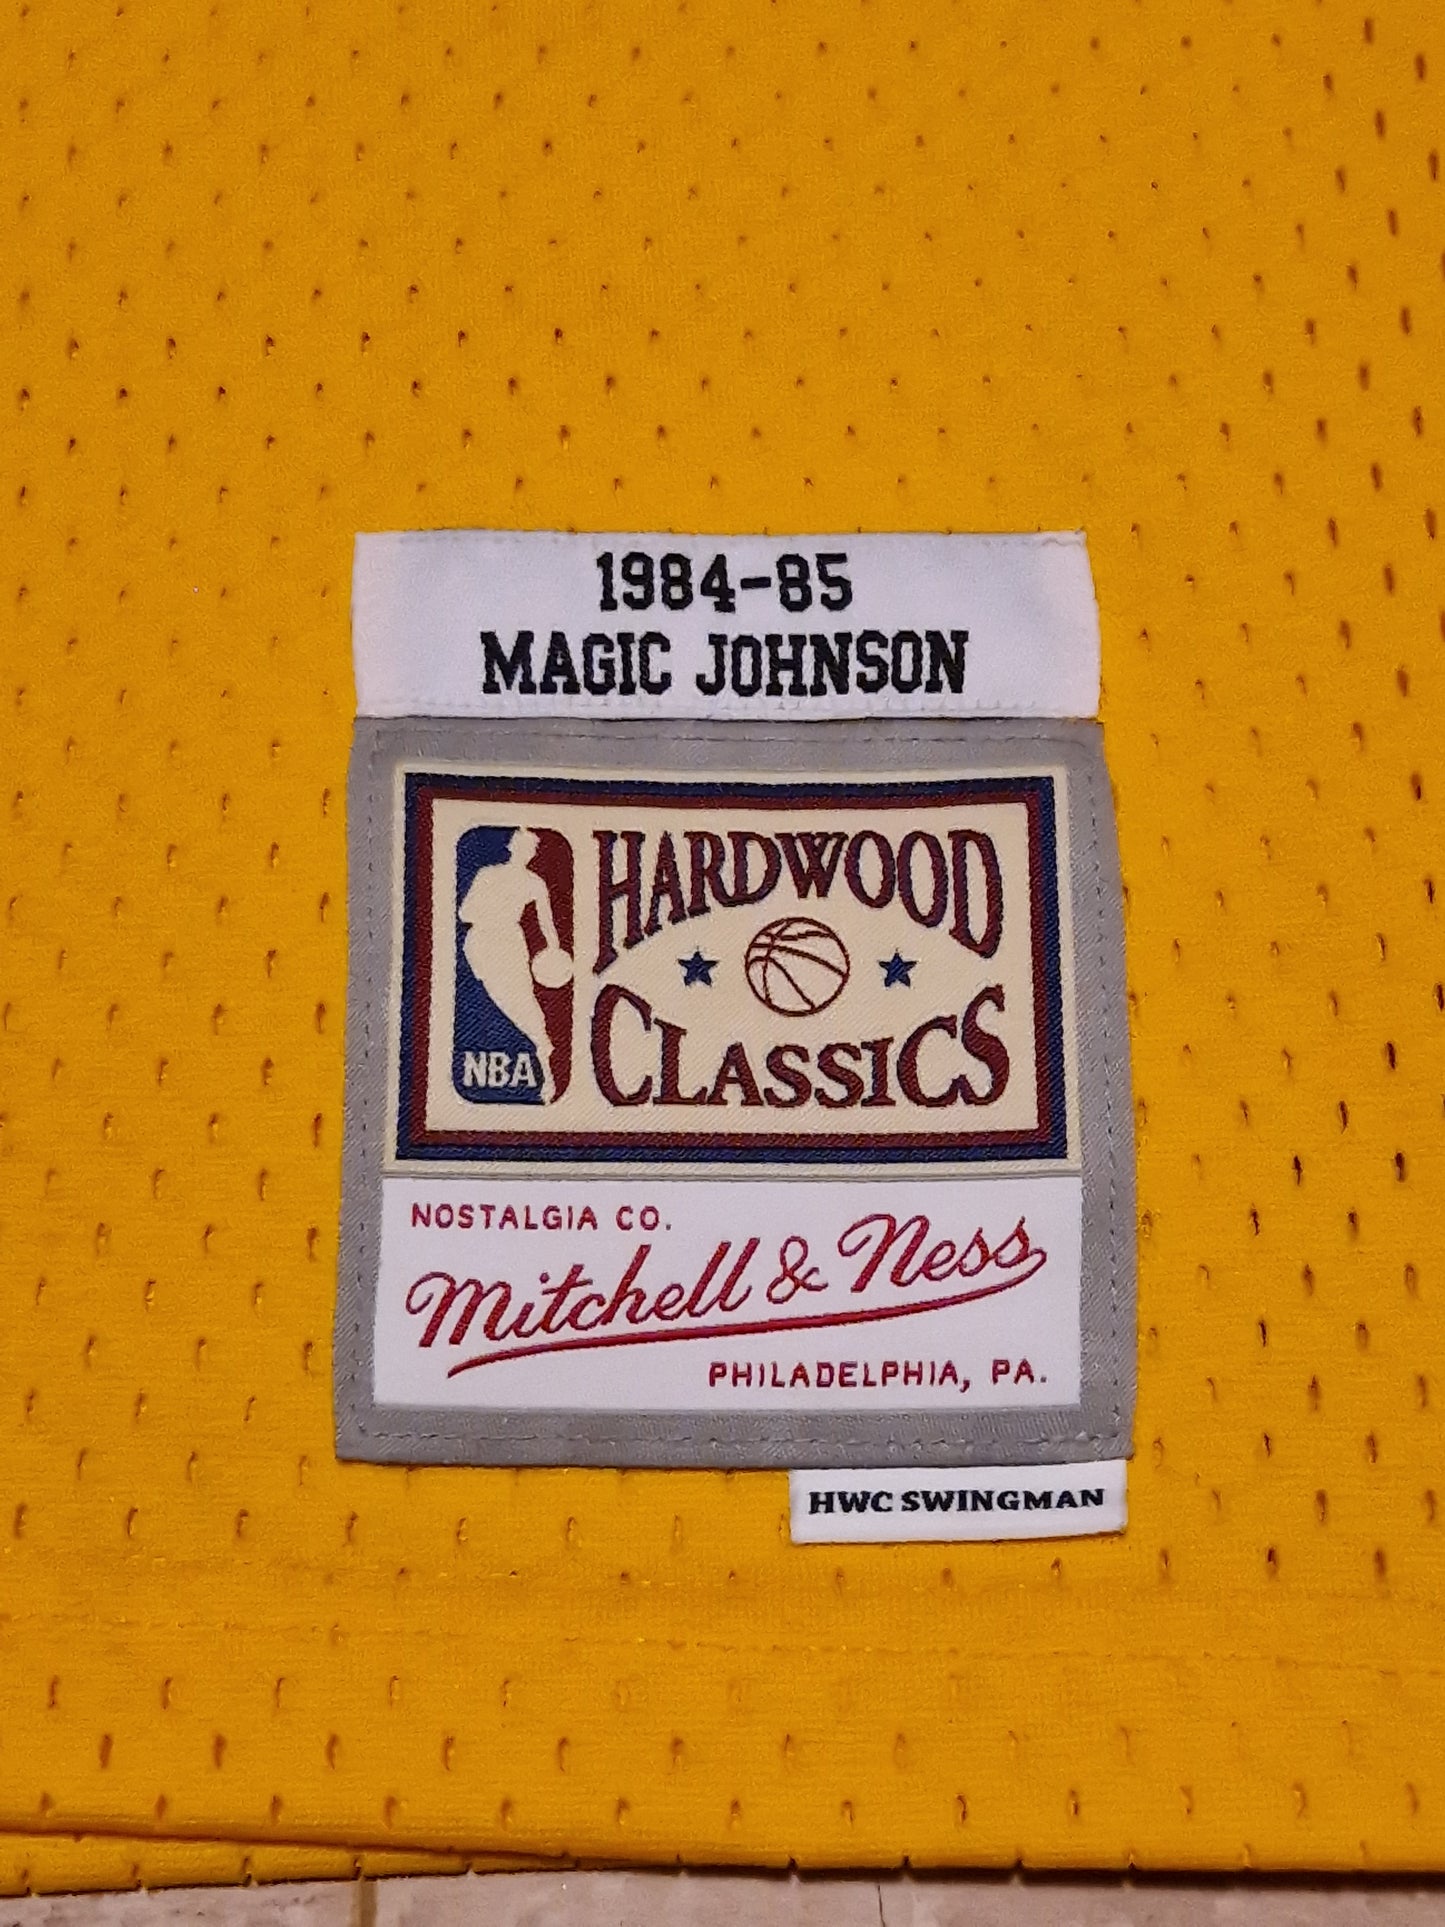 1984-85
MAGIC JOHNSON
HARDWOOD
CLASSICS
NBA
NOSTALGIA CO.
Mitchell & Ness
PHILADELPHIA, PA.
HWC SWINGMAN